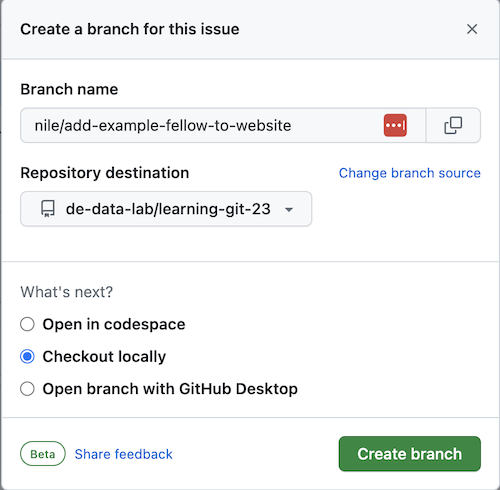 Create a branch for this issue
Branch name
nile/add-example-fellow-to-website
Repository destination
Change branch source
de-data-lab/learning-git-23
What's next?
Open in codespace
Checkout locally
Open branch with GitHub Desktop
Beta
Share feedback
Create branch